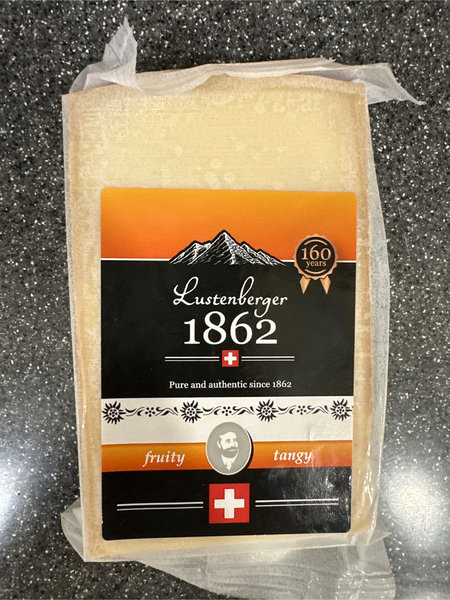 160
years
Lustenberger
1862
Pure and authentic since 1862
fruity tangy